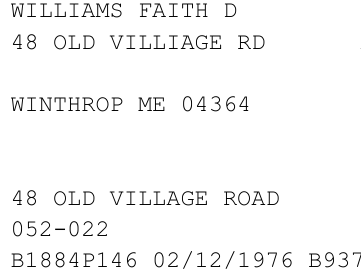 WILLIAMS FAITH D
48 OLD VILLIAGE RD
WINTHROP ME 04364
48 OLD VILLAGE ROAD
052-022
B1884P146 02/12/1976 B937